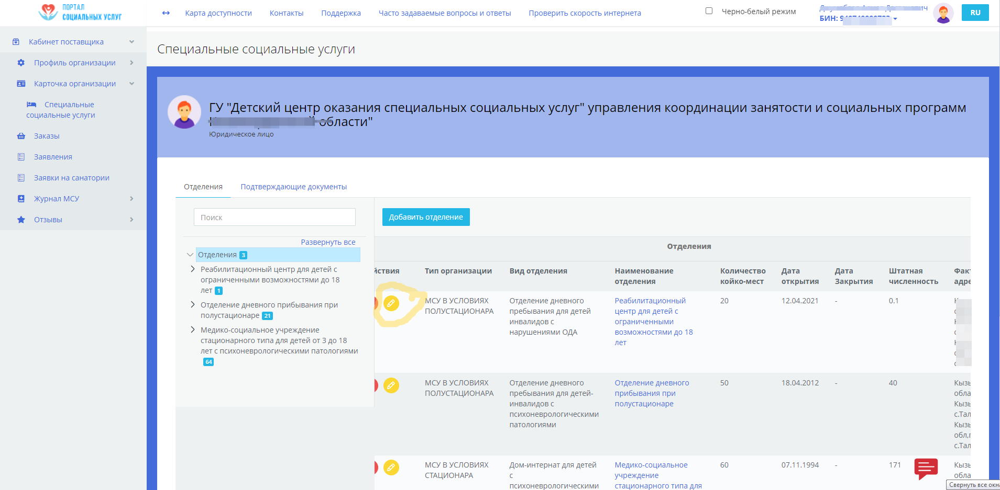 ПОРТАЛ
СОЦИАЛЬНЫХ УСЛУГ
Карта доступности
Контакты
Поддержка
Часто задаваемые вопросы и ответы
Проверить скорость интернета
Черно-белый режим
БИН:
RU
Кабинет поставщика
Профиль организации
Карточка организации
Специальные
социальные услуги
Заказы
Заявления
Заявки на санатории
Журнал МСУ
Отзывы
Специальные социальные услуги
ГУ "Детский центр оказания специальных социальных услуг" управления координации занятости и социальных программ
области"
Юридическое лицо
Отделения
Подтверждающие документы
Поиск
Развернуть все
Отделения 3
Реабилитационный центр для детей с
ограниченными возможностями до 18
лет 1
Отделение дневного прибывания при
полустационаре 21
Медико-социальное учреждение
стационарного типа для детей от 3 до 18
лет с психоневрологическими патологиями
64
Добавить отделение
Отделения
йствия
Тип организации
Вид отделения
Наименование
отделения
Количество
койко-мест
Дата
открытия
Дата
Закрытия
Штатная
численность
Факт
адре
МСУ В УСЛОВИЯХ
ПОЛУСТАЦИОНАРА
Отделение дневного
пребывания для детей
инвалидов с
нарушениями ОДА
Реабилитационный
центр для детей с
ограниченными
возможностями до 18
лет
20
12.04.2021
-
0.1
МСУ В УСЛОВИЯХ
ПОЛУСТАЦИОНАРА
Отделение дневного
пребывания для детей-
инвалидов с
психоневрологическими
патологиями
Отделение дневного
прибывания при
полустационаре
50
18.04.2012
-
40
Кызы
обла
Кызы
с.Тал
Кызы
обл,г
с.Тал
МСУ В УСЛОВИЯХ
СТАЦИОНАРА
Дом-интернат для детей
с
психоневрологическими
Медико-социальное
учреждение
стационарного типа для
60
07.11.1994
-
171
Кызы
обла
Свернуть все окна